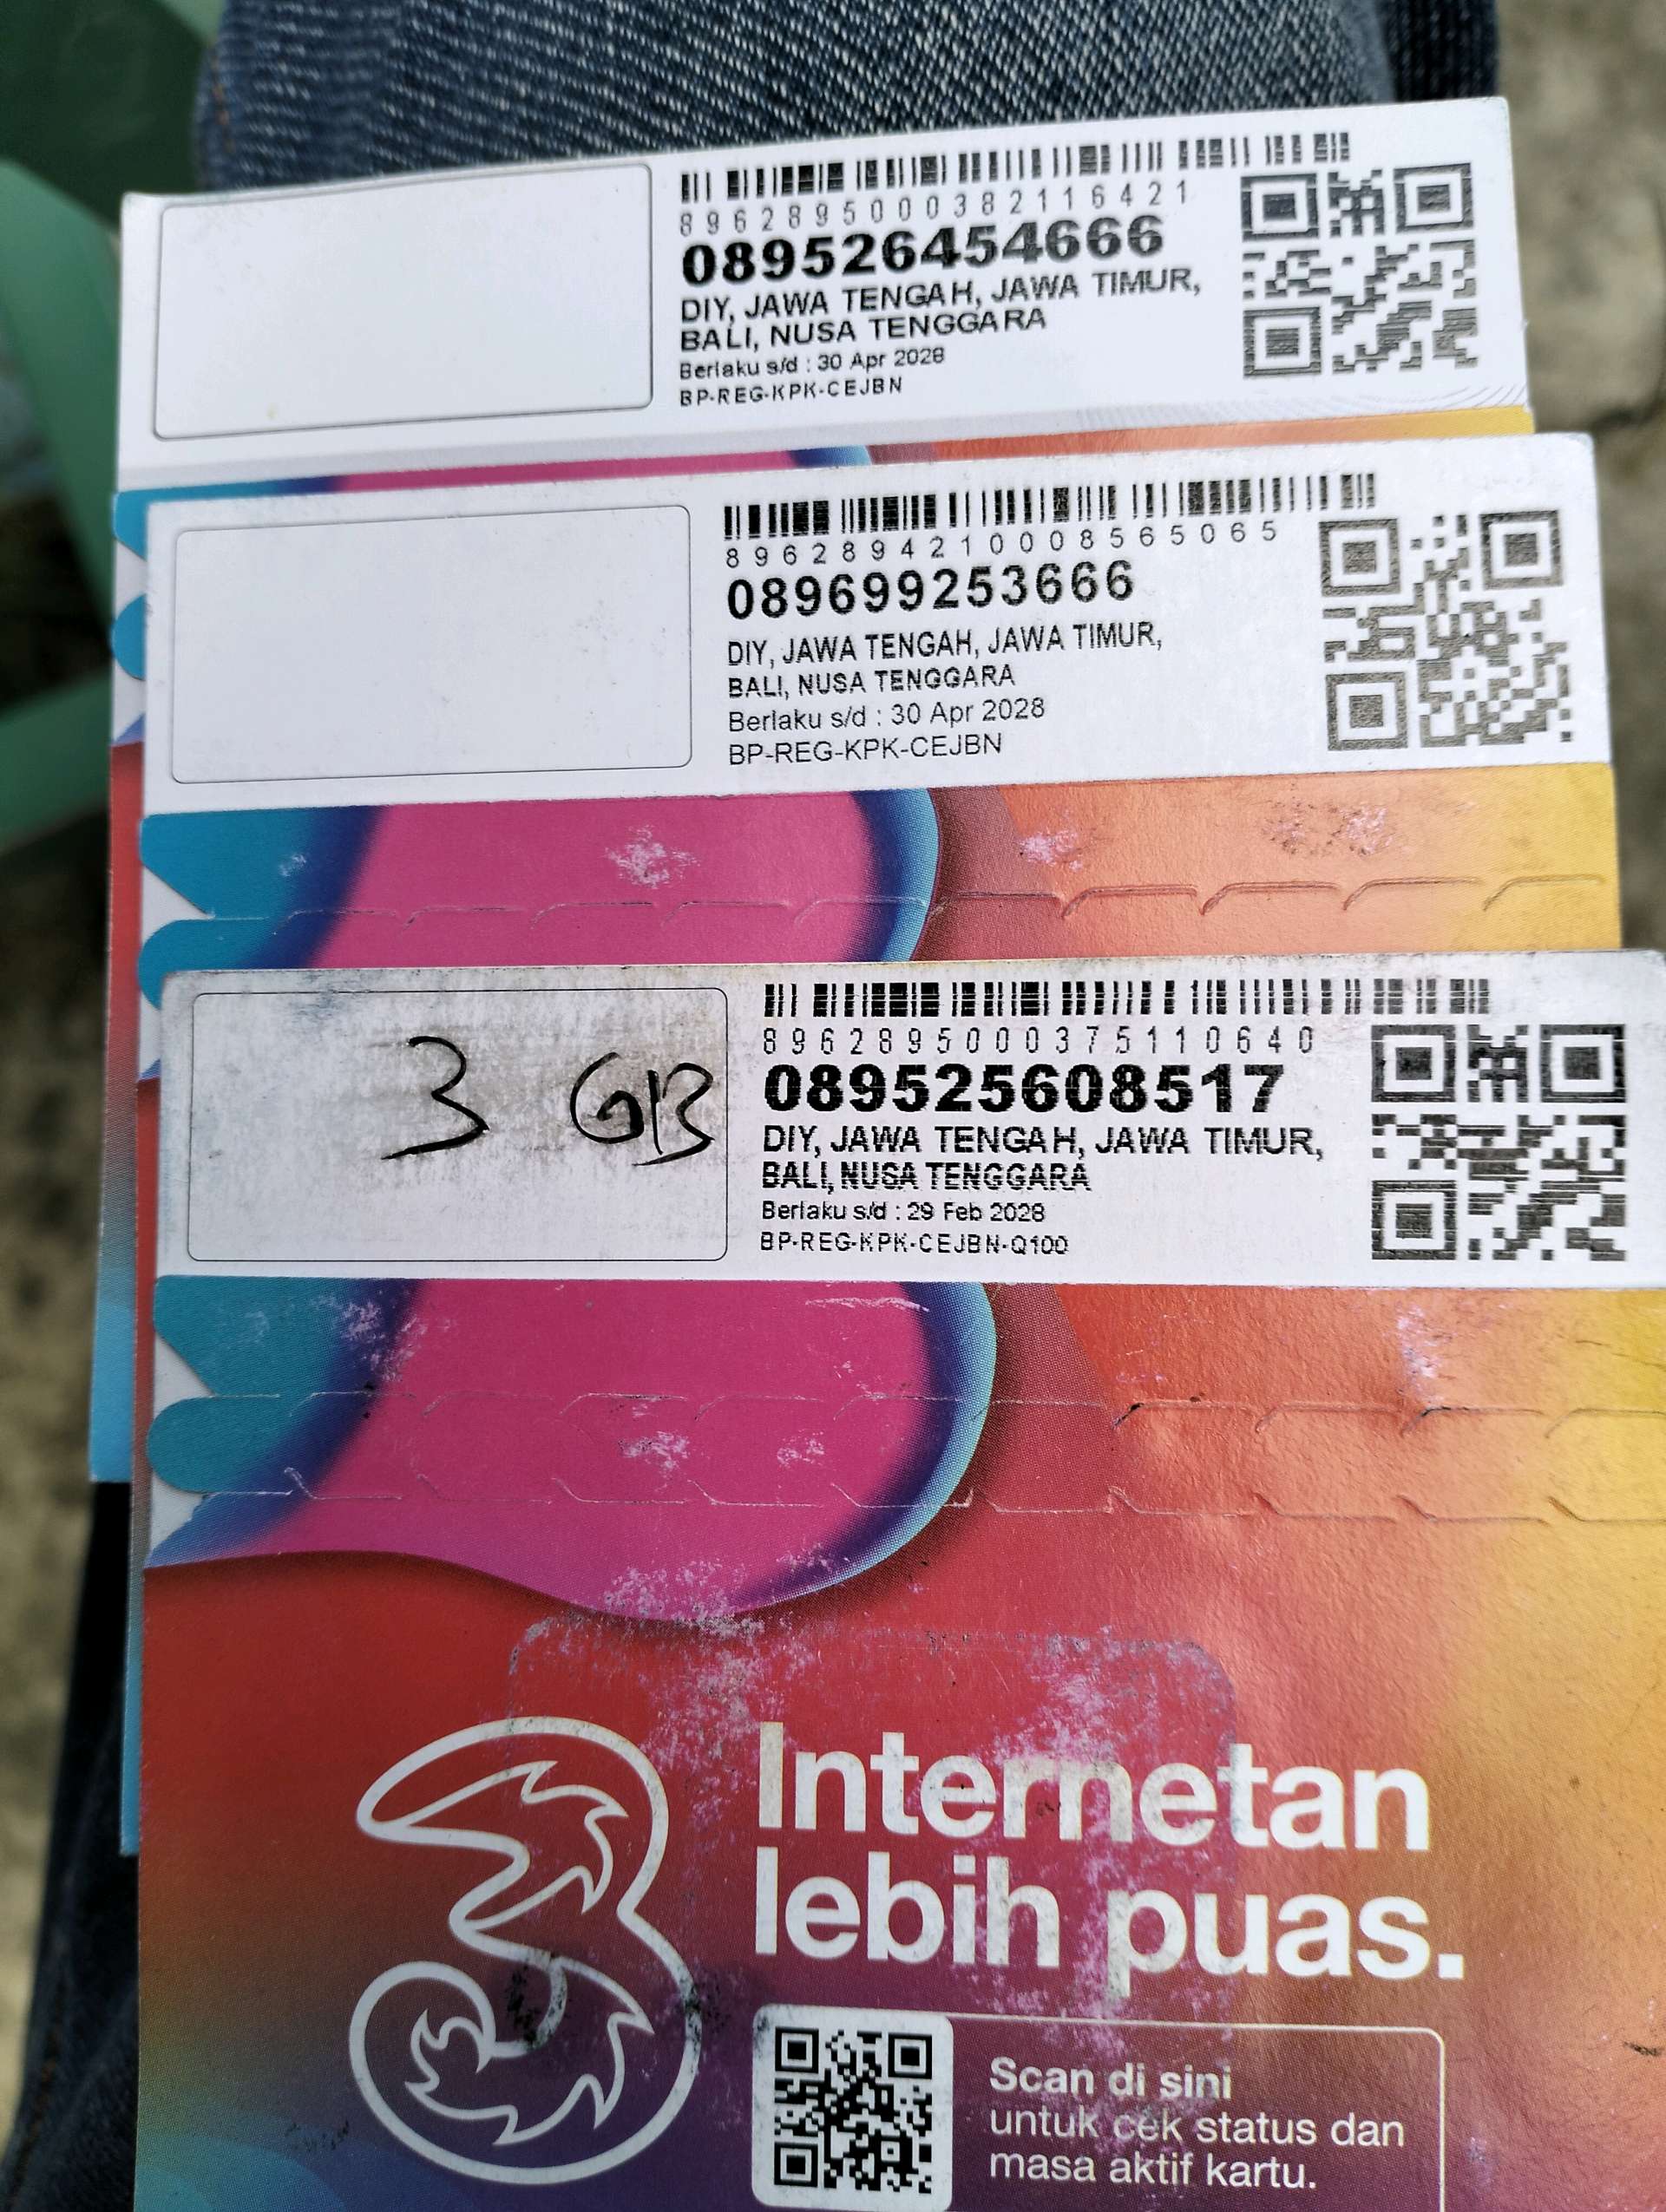 8962895000382116421
089526454666
DIY, JAWA TENGAH, JAWA TIMUR,
BALI, NUSA TENGGARA
Berlaku s/d : 30 Apr 2028
BP-REG-KPK-CEJBN
8962894210008565065
089699253666
DIY, JAWA TENGAH, JAWA TIMUR,
BALI, NUSA TENGGARA
Berlaku s/d : 30 Apr 2028
BP-REG-KPK-CEJBN
3 GB
8962895000375110640
089525608517
DIY, JAWA TENGAH, JAWA TIMUR,
BALI, NUSA TENGGARA
Berlaku s/d : 29 Feb 2028
BP-REG-KPK-CEJBN-Q100
3
Internetan
lebih puas.
Scan di sini
untuk cek status dan
masa aktif kartu.